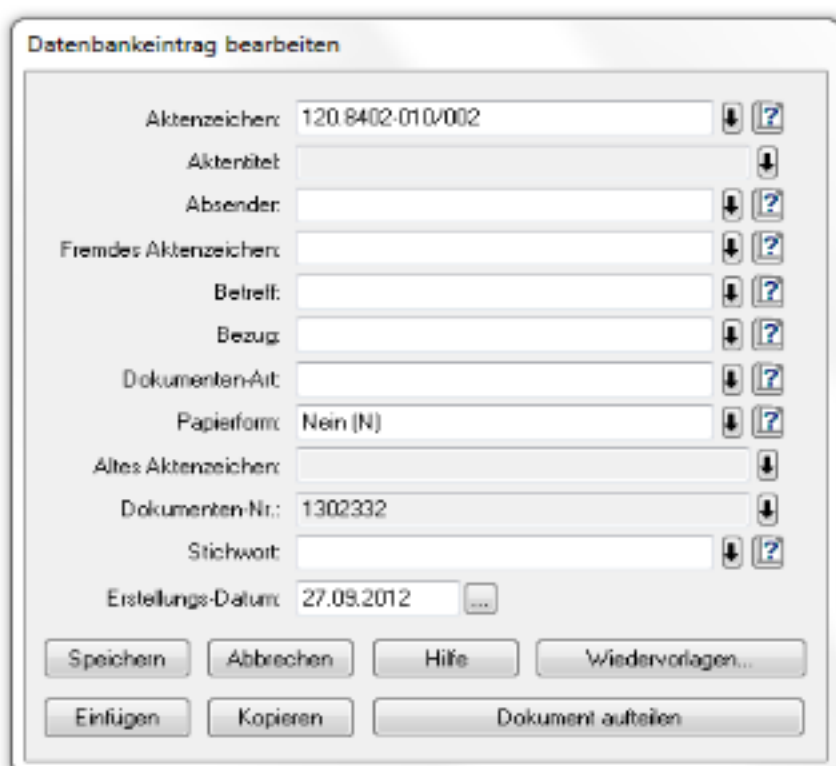 Datenbankeintrag bearbeiten
Aktenzeichen: 120.8402-010/002
Aktentitel:
Absender:
Fremdes Aktenzeichen:
Betreff:
Bezug:
Dokumenten-Art:
Papierform: Nein (N)
Altes Aktenzeichen:
Dokumenten-Nr.: 1302332
Stichwort:
Erstellungs-Datum: 27.09.2012 ...
Speichern Abbrechen Hilfe Wiedervorlagen...
Einfügen Kopieren Dokument aufteilen